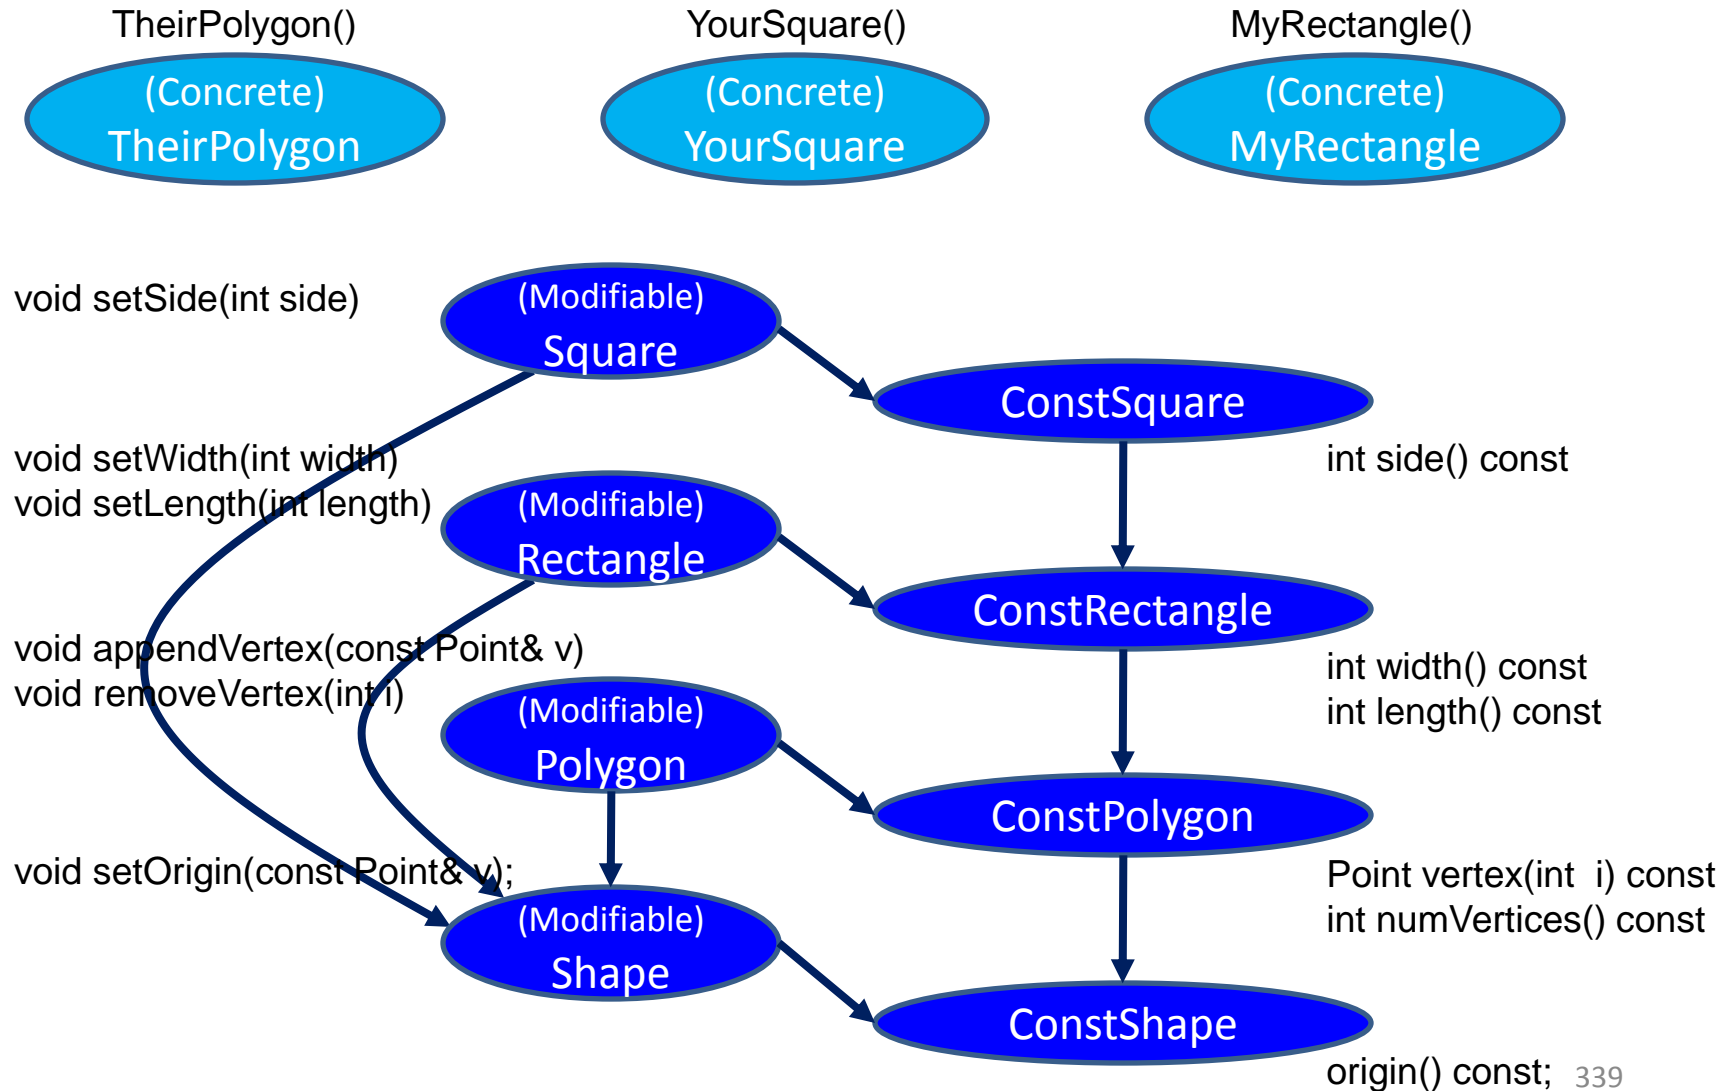 TheirPolygon()
YourSquare()
MyRectangle()
(Concrete)
TheirPolygon
(Concrete)
YourSquare
(Concrete)
MyRectangle
void setSide(int side)
(Modifiable)
Square
ConstSquare
int side() const
void setWidth(int width)
void setLength(int length)
(Modifiable)
Rectangle
ConstRectangle
int width() const
int length() const
void appendVertex(const Point& v)
void removeVertex(int i)
(Modifiable)
Polygon
ConstPolygon
Point vertex(int i) const
int numVertices() const
void setOrigin(const Point& v);
(Modifiable)
Shape
ConstShape
origin() const;
339